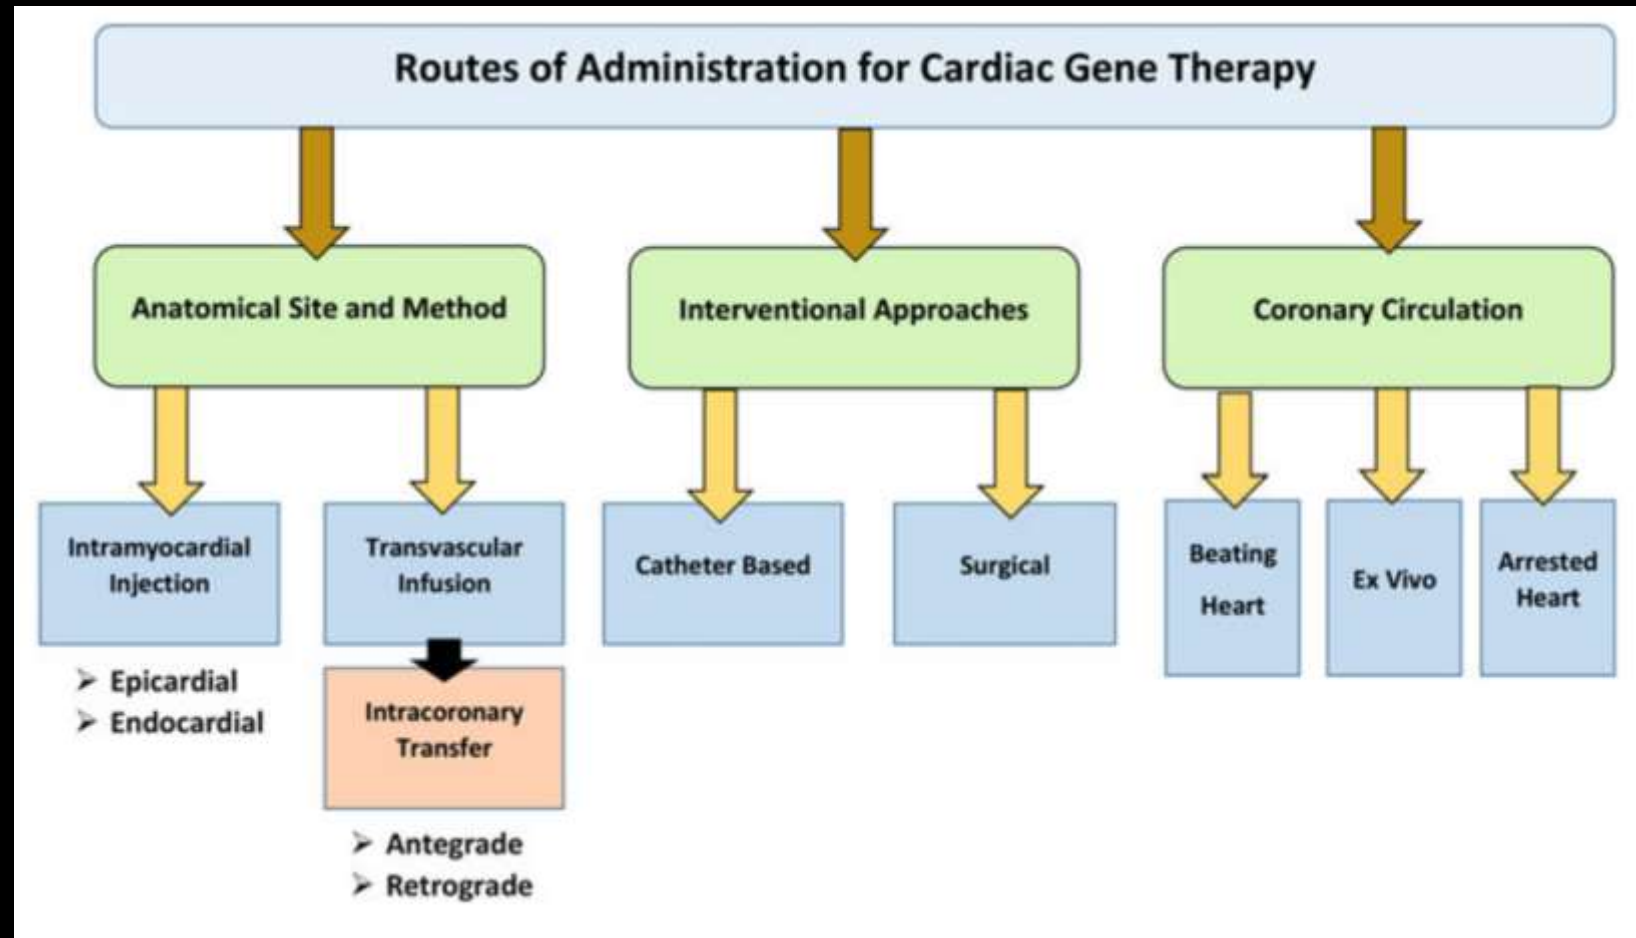 Routes of Administration for Cardiac Gene Therapy
Anatomical Site and Method
Interventional Approaches
Coronary Circulation
Intramyocardial
Injection
Transvascular
Infusion
Catheter Based
Surgical
Beating
Heart
Ex Vivo
Arrested
Heart
➢ Epicardial
➢ Endocardial
Intracoronary
Transfer
➢ Antegrade
➢ Retrograde